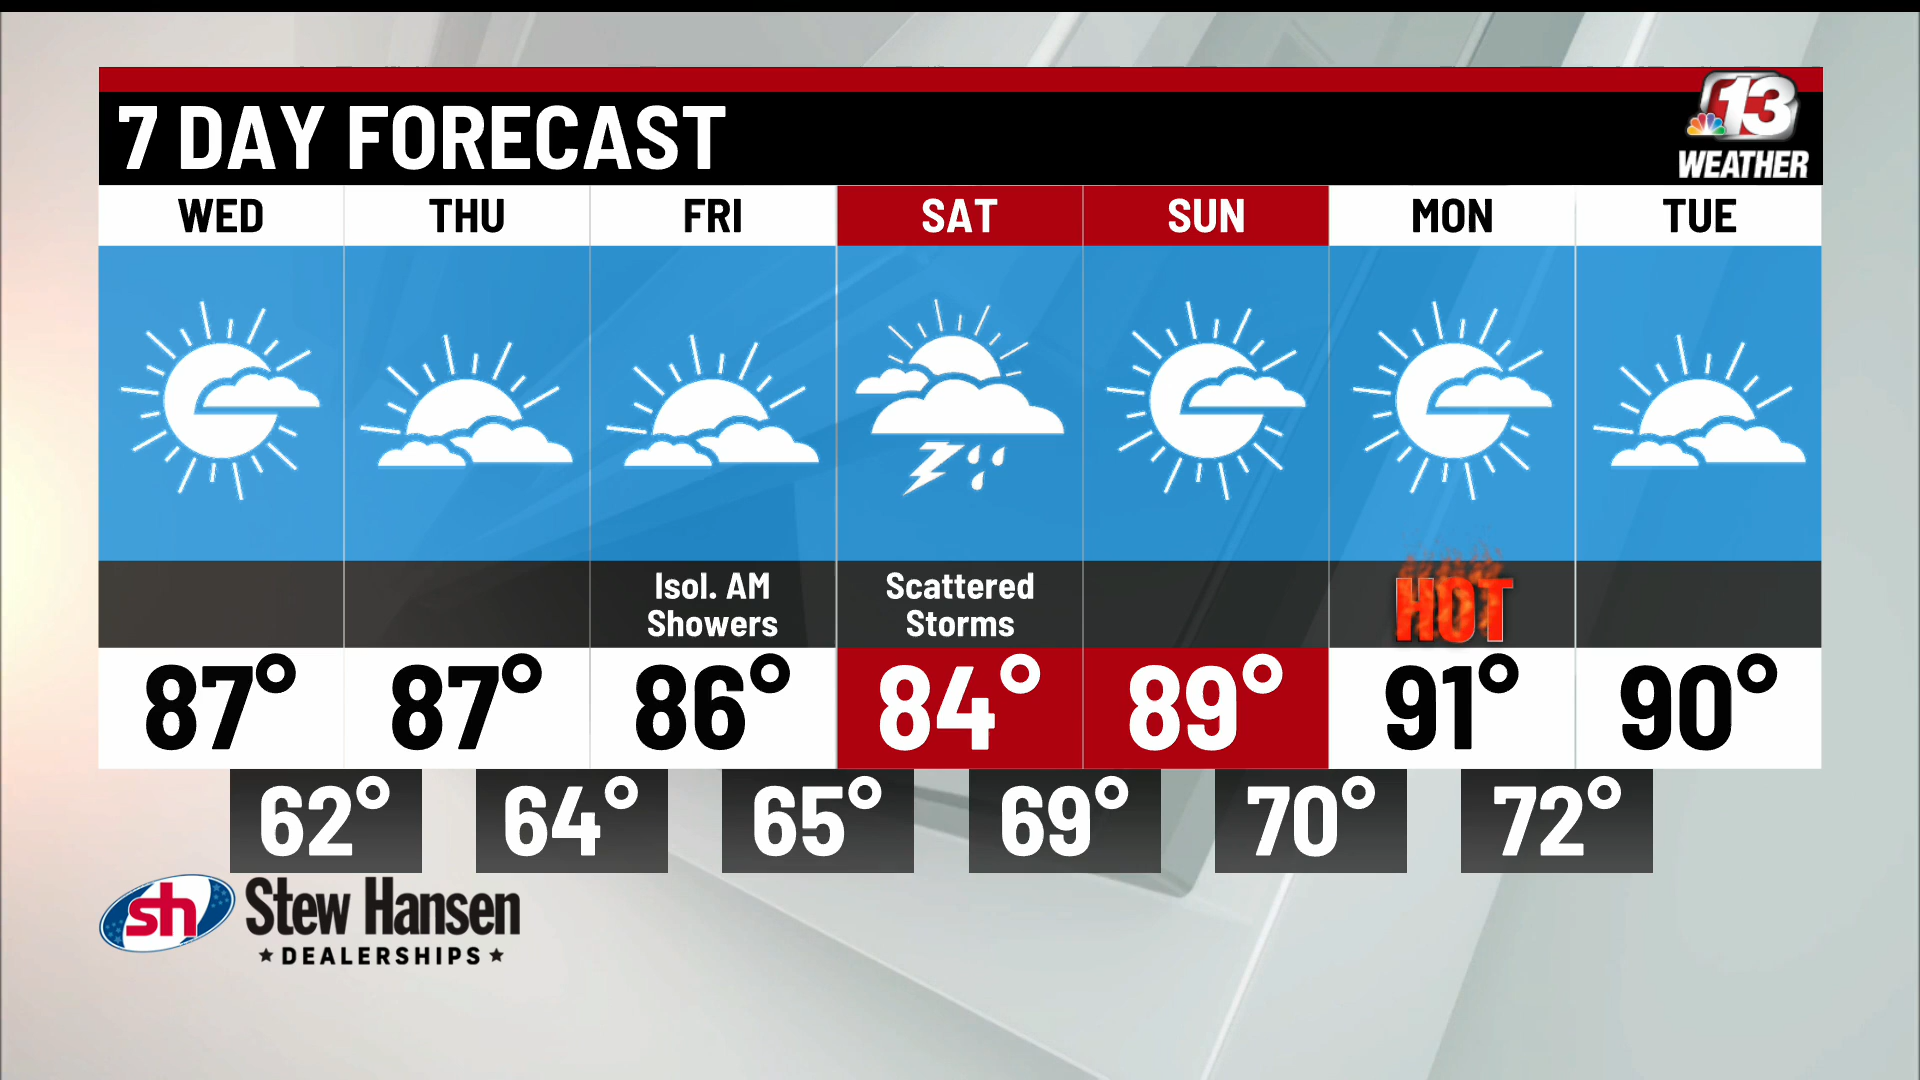 7 DAY FORECAST
13
WEATHER
WED THU FRI SAT SUN MON TUE
Isol. AM
Showers
Scattered
Storms
HOT
87° 87° 86° 84° 89° 91° 90°
62° 64° 65° 69° 70° 72°
sh Stew Hansen
★DEALERSHIPS★